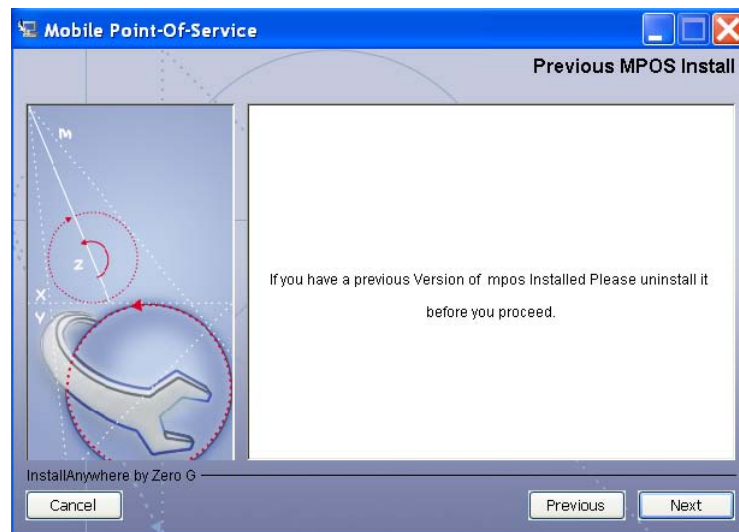 Mobile Point-Of-Service
Previous MPOS Install
M
Z
X
Y
If you have a previous Version of mpos Installed Please uninstall it
before you proceed.
InstallAnywhere by Zero G
Cancel
Previous
Next